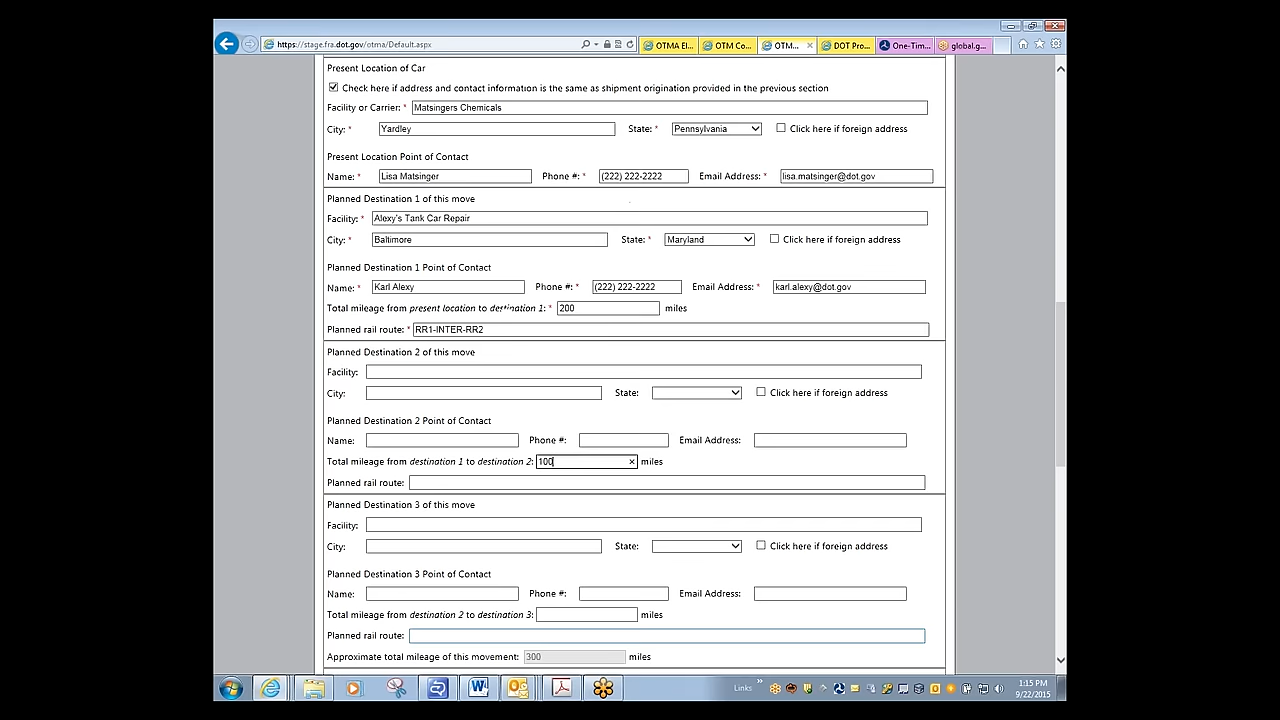 https://stage.fra.dot.gov/otma/Default.aspx
OTMA El...
OTM Co...
OTM...
DOT Pro...
One-Tim...
global.g...
Present Location of Car
Check here if address and contact information is the same as shipment origination provided in the previous section
Facility or Carrier: * Matsingers Chemicals
City: * Yardley State: * Pennsylvania Click here if foreign address
Present Location Point of Contact
Name: * Lisa Matsinger Phone #: * (222) 222-2222 Email Address: * lisa.matsinger@dot.gov
Planned Destination 1 of this move
Facility: * Alexy's Tank Car Repair
City: * Baltimore State: * Maryland Click here if foreign address
Planned Destination 1 Point of Contact
Name: * Karl Alexy Phone #: * (222) 222-2222 Email Address: * karl.alexy@dot.gov
Total mileage from present location to destination 1: * 200 miles
Planned rail route: * RR1-INTER-RR2
Planned Destination 2 of this move
Facility:
City: State: Click here if foreign address
Planned Destination 2 Point of Contact
Name: Phone #: Email Address:
Total mileage from destination 1 to destination 2: 100 × miles
Planned rail route:
Planned Destination 3 of this move
Facility:
City: State: Click here if foreign address
Planned Destination 3 Point of Contact
Name: Phone #: Email Address:
Total mileage from destination 2 to destination 3: miles
Planned rail route:
Approximate total mileage of this movement: 300 miles
Links »
1:15 PM
9/22/2015